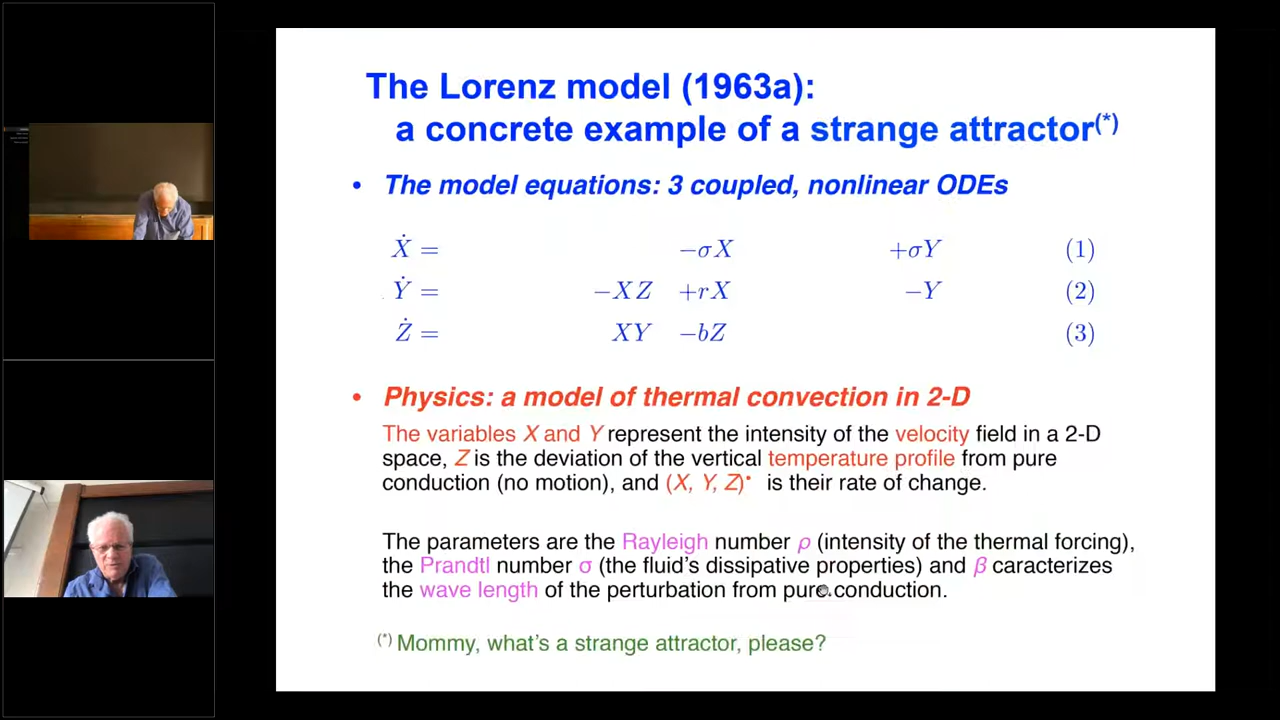 The Lorenz model (1963a):
a concrete example of a strange attractor(*)
• The model equations: 3 coupled, nonlinear ODEs
Ẋ = −σX +σY (1)
Ẏ = −XZ +rX −Y (2)
Ż = XY −bZ (3)
• Physics: a model of thermal convection in 2-D
The variables X and Y represent the intensity of the velocity field in a 2-D
space, Z is the deviation of the vertical temperature profile from pure
conduction (no motion), and (X, Y, Z)• is their rate of change.
The parameters are the Rayleigh number ρ (intensity of the thermal forcing),
the Prandtl number σ (the fluid's dissipative properties) and β caracterizes
the wave length of the perturbation from pure conduction.
(*) Mommy, what's a strange attractor, please?